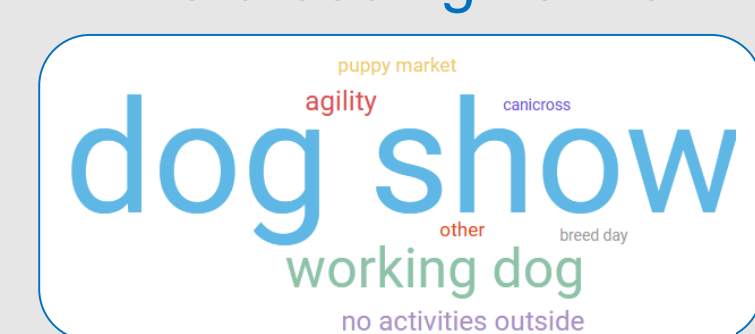 puppy market
agility
canicross
dog show
other
breed day
working dog
no activities outside